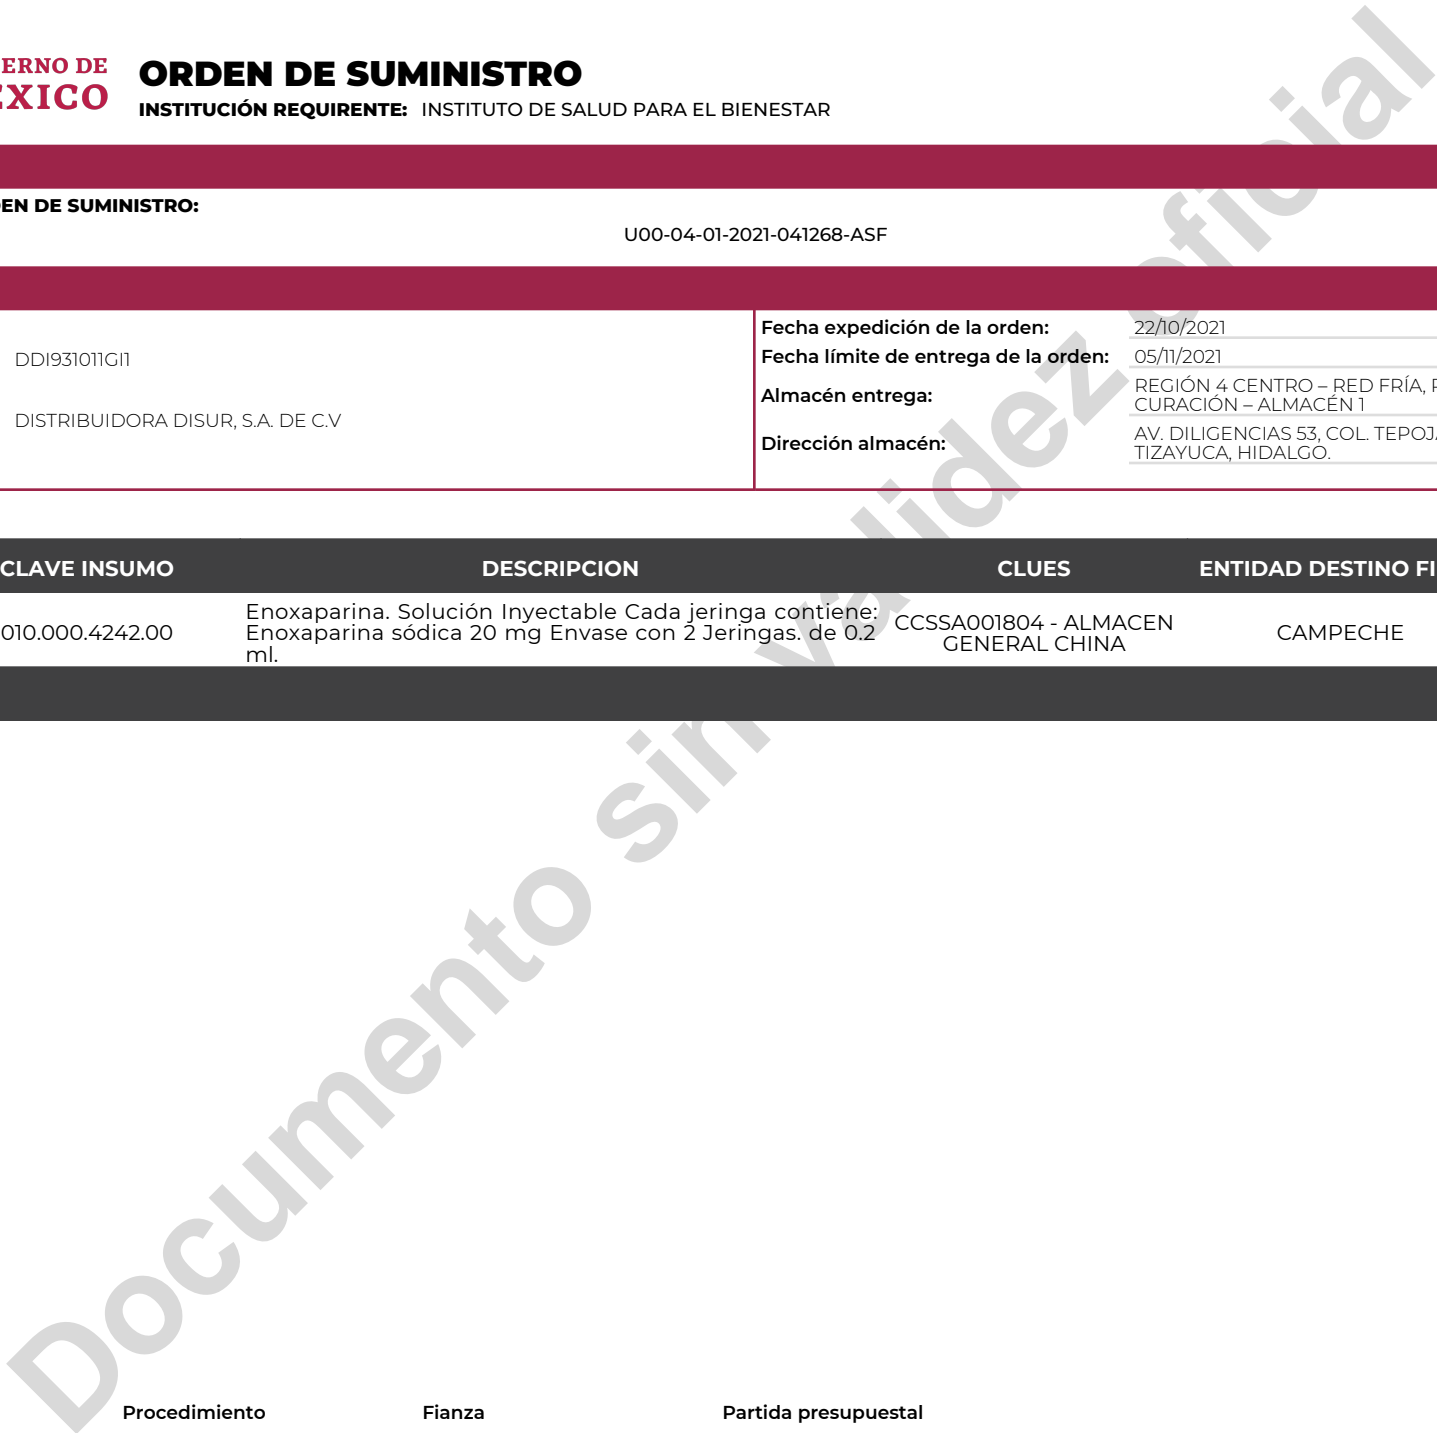 ERNO DE
EXICO
ORDEN DE SUMINISTRO
INSTITUCIÓN REQUIRENTE: INSTITUTO DE SALUD PARA EL BIENESTAR
EN DE SUMINISTRO:
U00-04-01-2021-041268-ASF
DDI931011GI1
DISTRIBUIDORA DISUR, S.A. DE C.V
Fecha expedición de la orden: 22/10/2021
Fecha límite de entrega de la orden: 05/11/2021
Almacén entrega: REGIÓN 4 CENTRO – RED FRÍA,
CURACIÓN – ALMACÉN 1
Dirección almacén: AV. DILIGENCIAS 53, COL. TEPOJ
TIZAYUCA, HIDALGO.
CLAVE INSUMO DESCRIPCION CLUES ENTIDAD DESTINO FI
010.000.4242.00
Enoxaparina. Solución Inyectable Cada jeringa contiene:
Enoxaparina sódica 20 mg Envase con 2 Jeringas. de 0.2
ml.
CCSSA001804 - ALMACEN
GENERAL CHINA
CAMPECHE
Documento sin validez oficial
Procedimiento Fianza Partida presupuestal